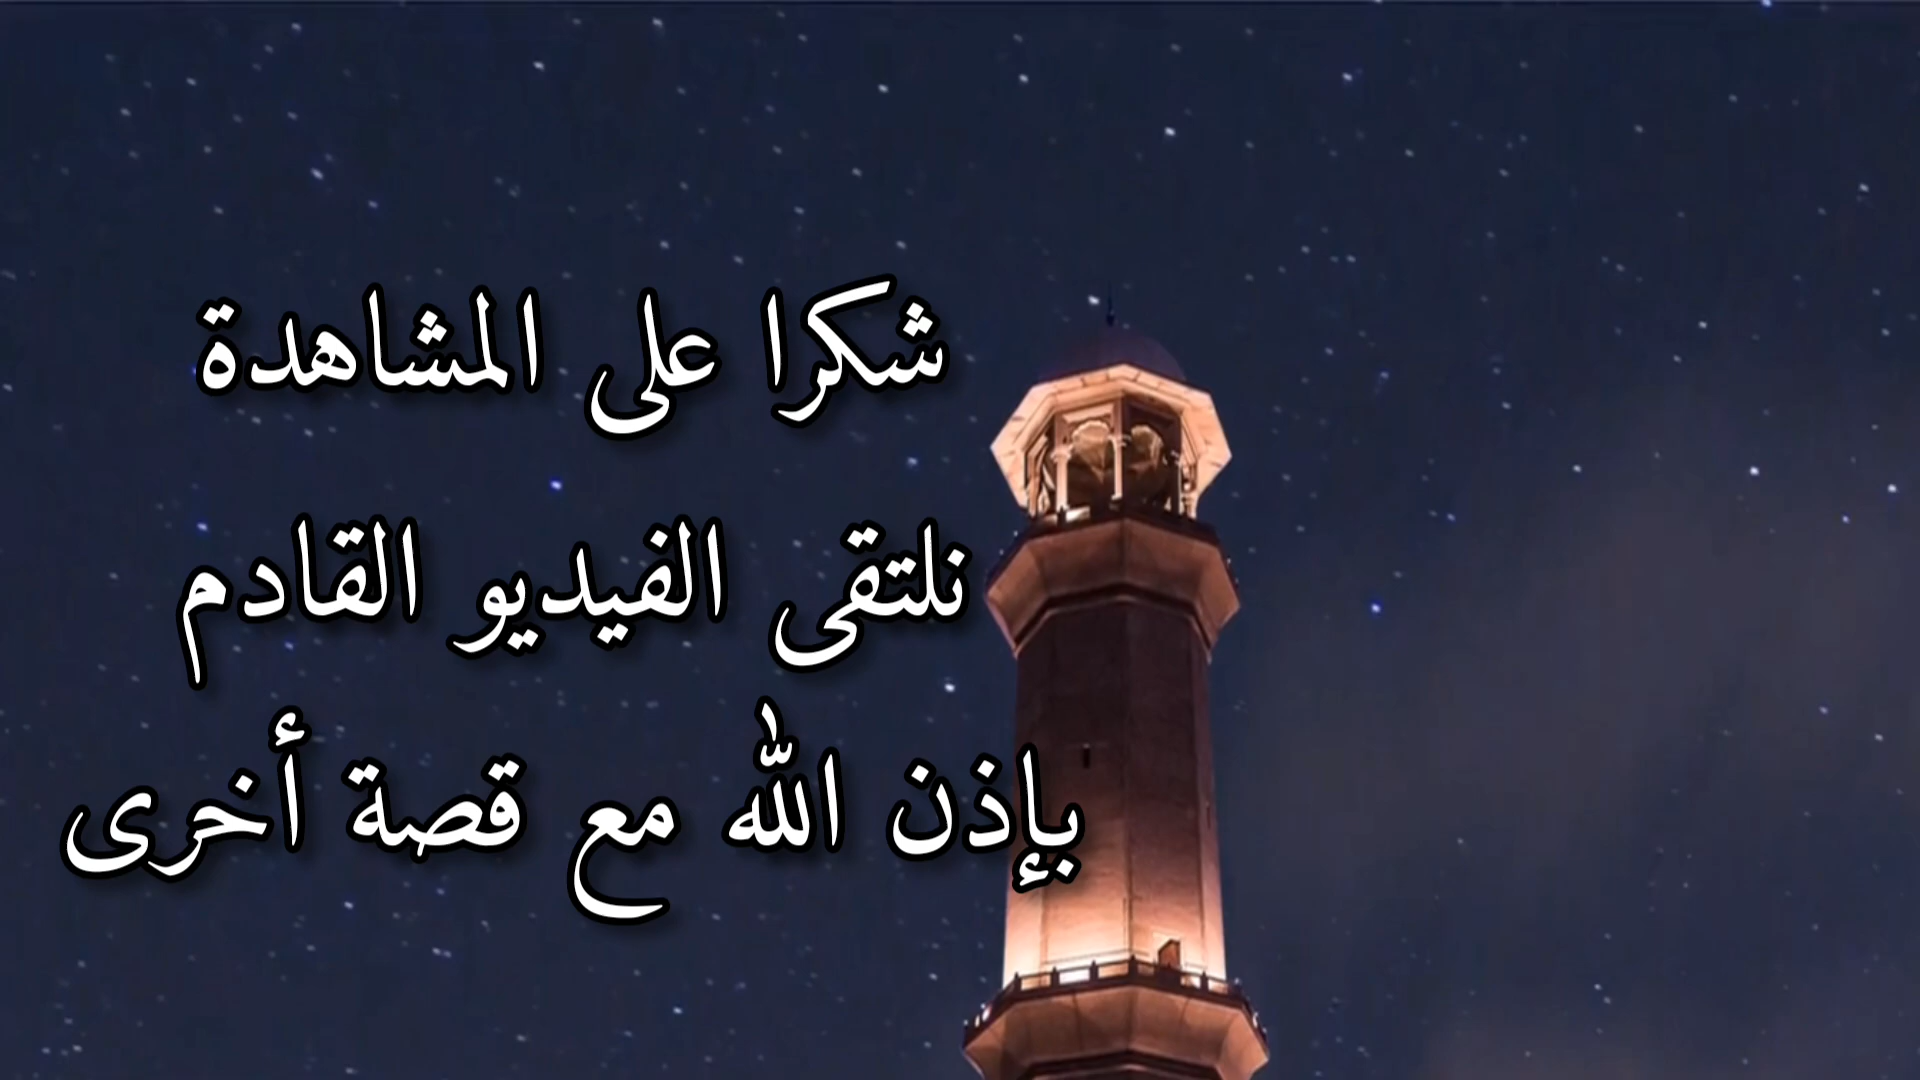 شكرا على المشاهدة
نلتقى الفيديو القادم
بإذن الله مع قصة أخرى